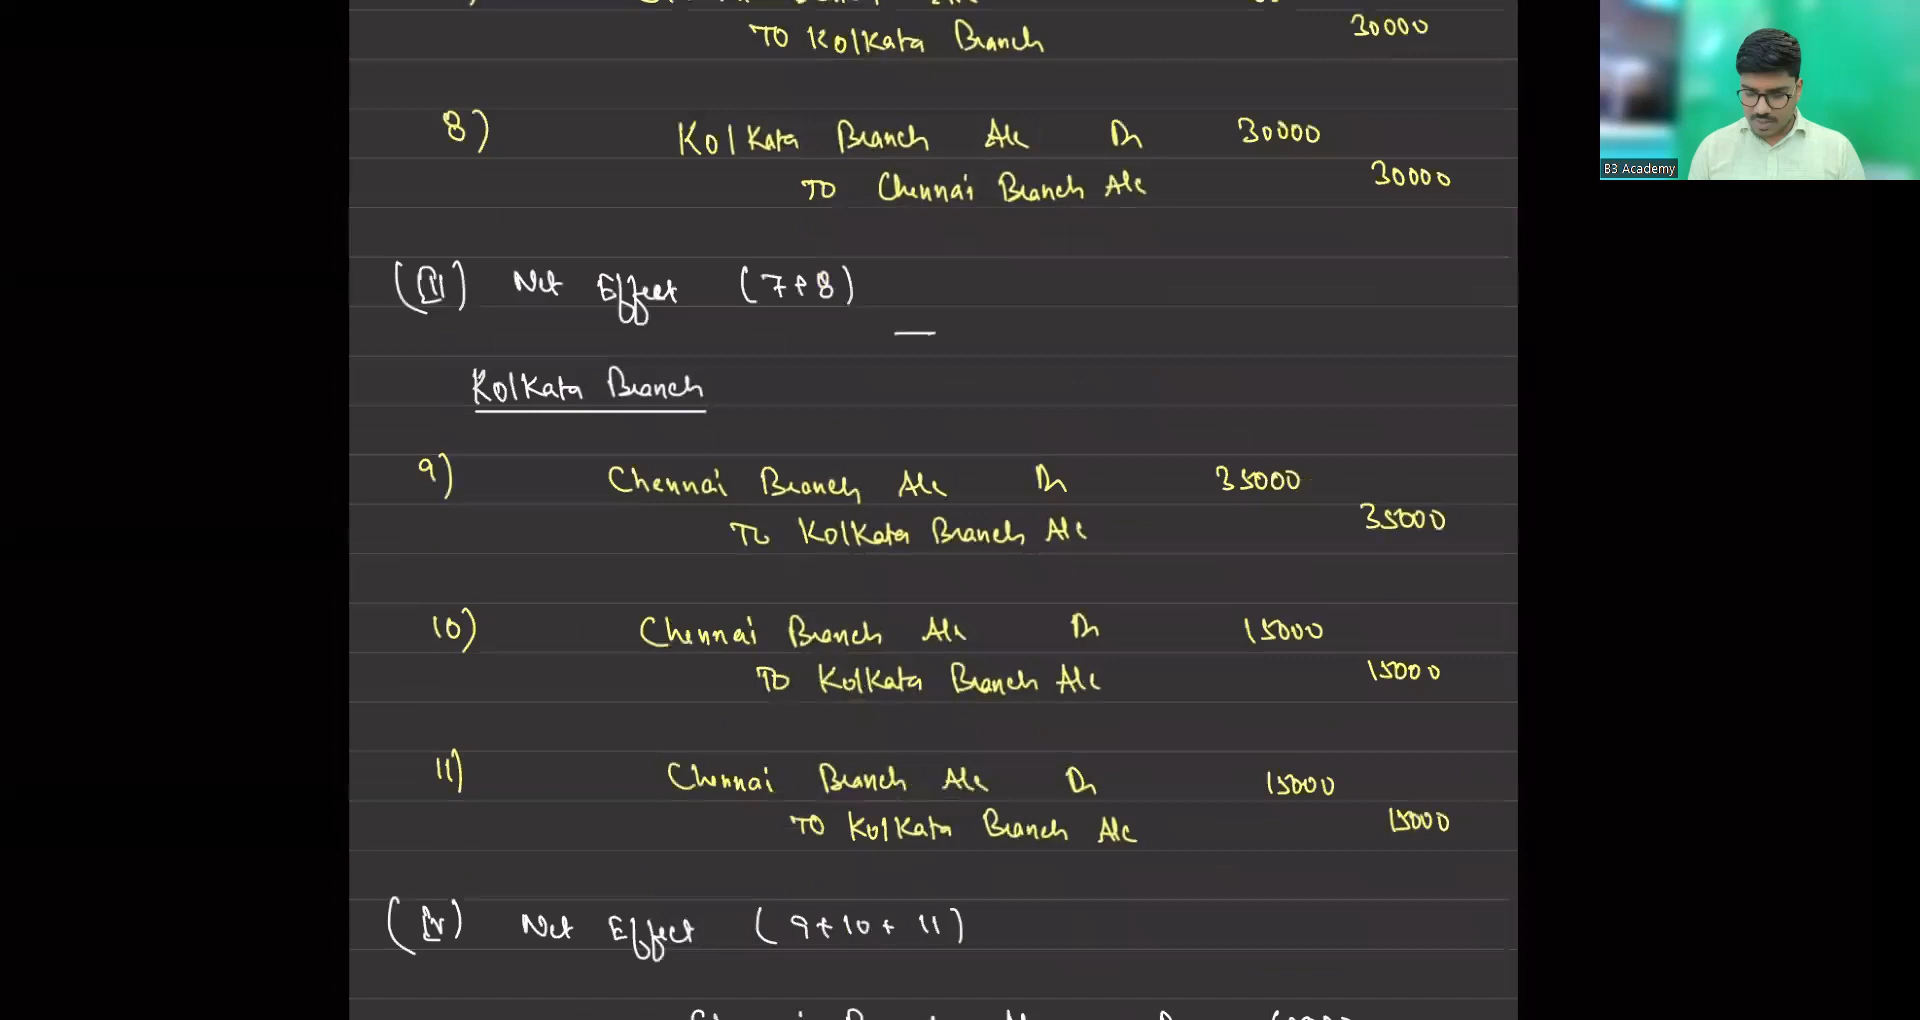 30000
To Kolkata Branch
8) Kolkata Branch A/c Dr 30000
To Chennai Branch A/c 30000
(III) Net Effect (7+8)
—
Kolkata Branch
9) Chennai Branch A/c Dr 35000
To Kolkata Branch A/c 35000
10) Chennai Branch A/c Dr 15000
To Kolkata Branch A/c 15000
11) Chennai Branch A/c Dr 15000
To Kolkata Branch A/c 15000
(IV) Net Effect (9+10+11)
B3 Academy